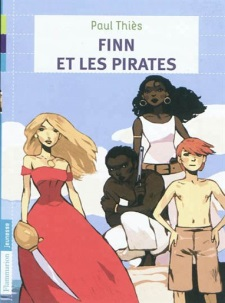 Paul Thiès
FINN
ET LES PIRATES
Flammarion
jeunesse